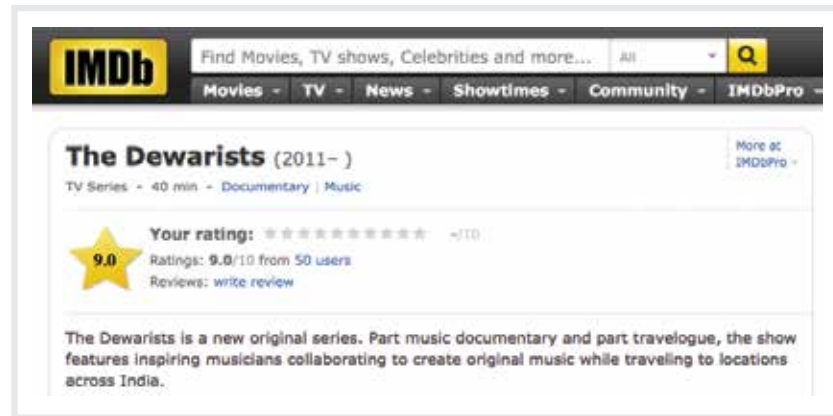 IMDb
Find Movies, TV shows, Celebrities and more...
All
Movies
TV
News
Showtimes
Community
IMDbPro
The Dewarists (2011– )
More at
IMDbPro
TV Series - 40 min - Documentary | Music
Your rating: -/10
9.0
Ratings: 9.0/10 from 50 users
Reviews: write review
The Dewarists is a new original series. Part music documentary and part travelogue, the show
features inspiring musicians collaborating to create original music while traveling to locations
across India.